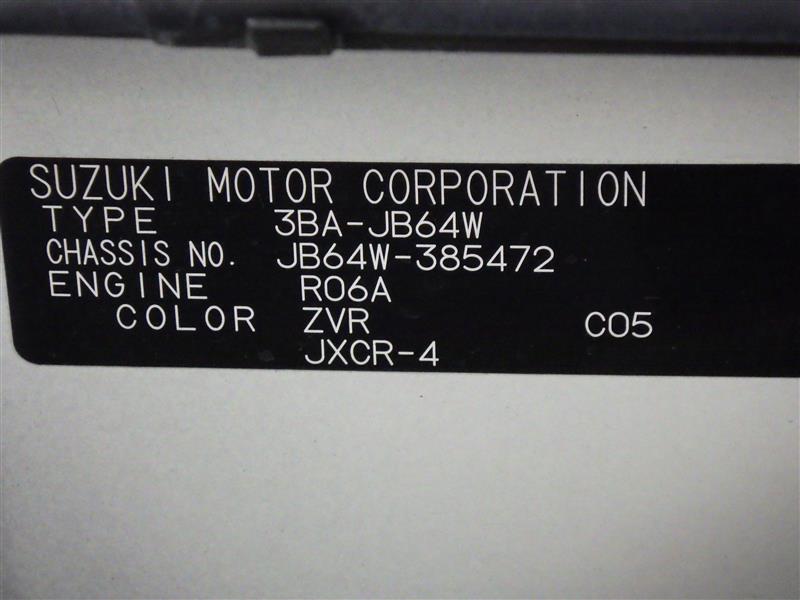 SUZUKI MOTOR CORPORATION
TYPE 3BA-JB64W
CHASSIS NO. JB64W-385472
ENGINE R06A
COLOR ZVR C05
JXCR-4